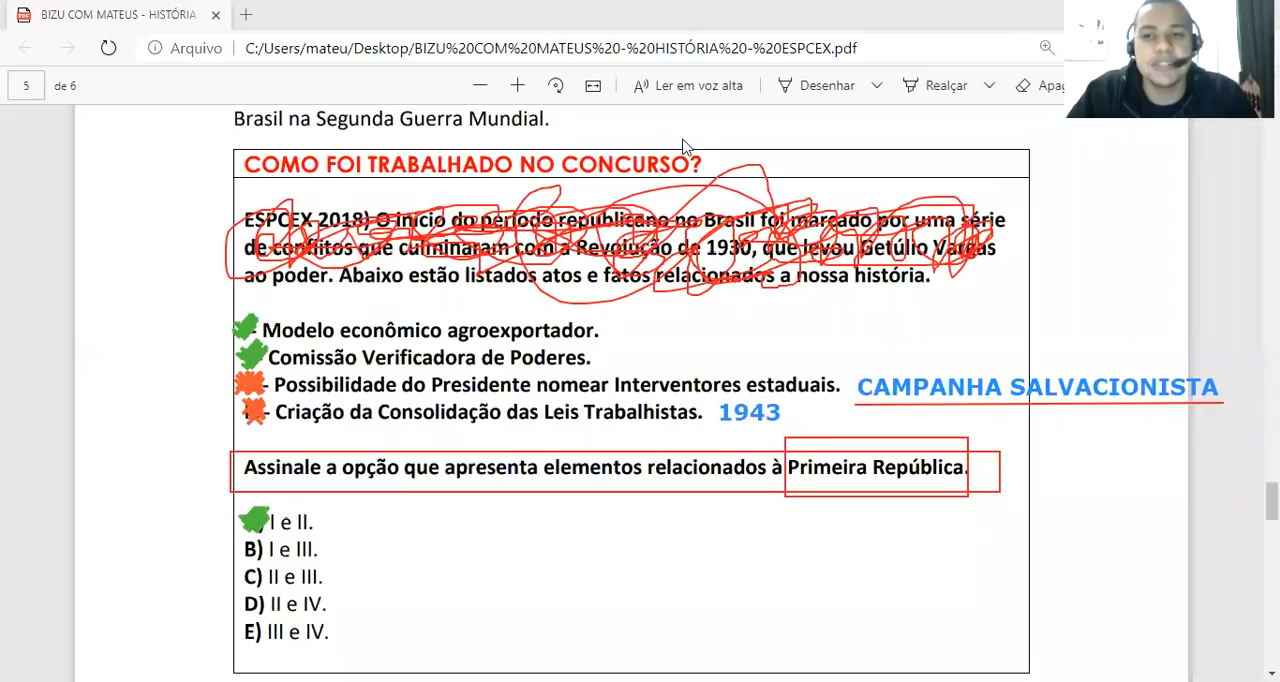 BIZU COM MATEUS - HISTÓRIA
Arquivo C:/Users/mateu/Desktop/BIZU%20COM%20MATEUS%20-%20HISTÓRIA%20-%20ESPCEX.pdf
5 de 6 Ler em voz alta Desenhar Realçar Apag
Brasil na Segunda Guerra Mundial.
COMO FOI TRABALHADO NO CONCURSO?
ESPCEX 2018) O início do período republicano no Brasil foi marcado por uma série
de conflitos que culminaram com a Revolução de 1930, que levou Getúlio Vargas
ao poder. Abaixo estão listados atos e fatos relacionados a nossa história.
- Modelo econômico agroexportador.
Comissão Verificadora de Poderes.
- Possibilidade do Presidente nomear Interventores estaduais. CAMPANHA SALVACIONISTA
- Criação da Consolidação das Leis Trabalhistas. 1943
Assinale a opção que apresenta elementos relacionados à Primeira República.
) I e II.
B) I e III.
C) II e III.
D) II e IV.
E) III e IV.